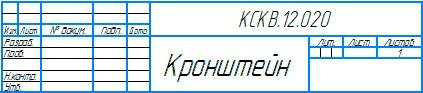 КСКВ.12.020
Изм. Лист № докум. Подп. Дата
Разраб.
Пров.
Н.контр.
Утв.
Кронштейн
Лит. Лист Листов
1